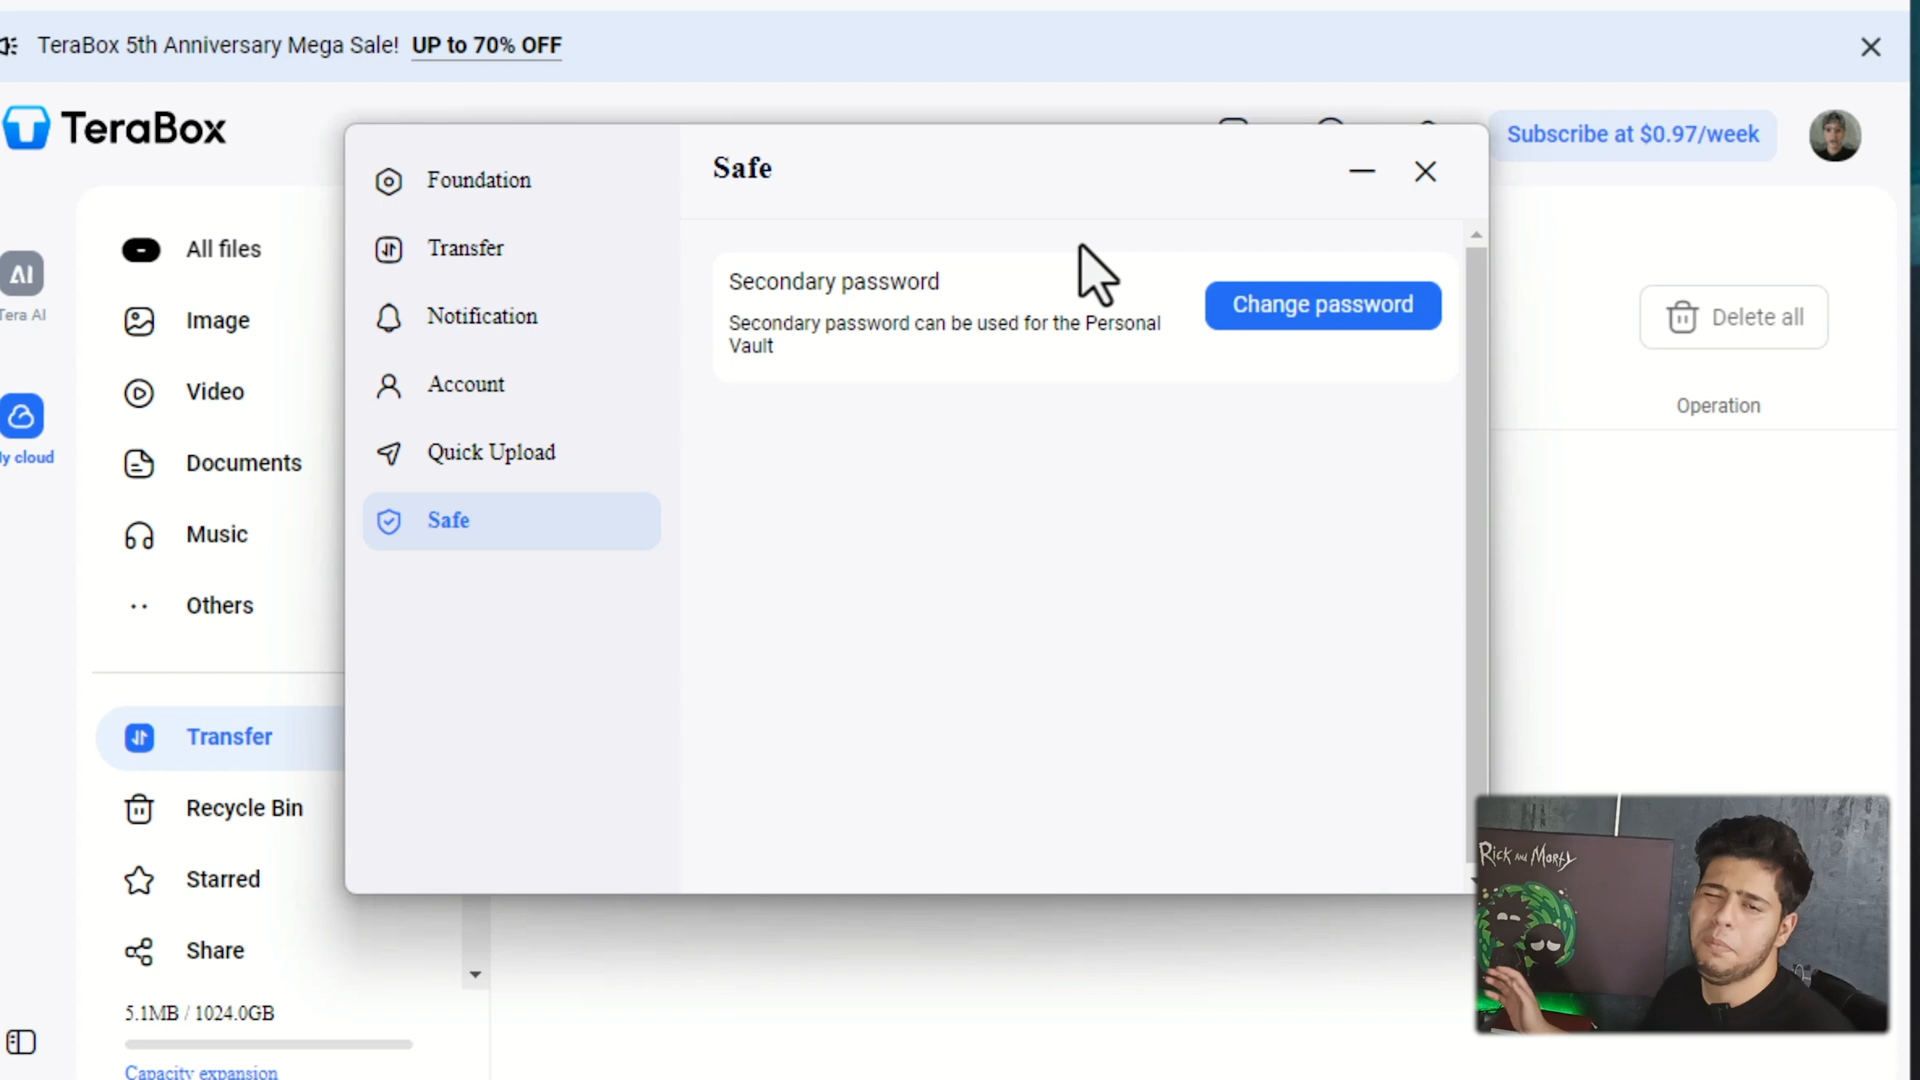 TeraBox 5th Anniversary Mega Sale! UP to 70% OFF
TeraBox
Subscribe at $0.97/week
AI
Tera AI
My cloud
All files
Image
Video
Documents
Music
Others
Transfer
Recycle Bin
Starred
Share
5.1MB / 1024.0GB
Capacity expansion
Foundation
Transfer
Notification
Account
Quick Upload
Safe
Safe
Secondary password
Secondary password can be used for the Personal
Vault
Change password
Delete all
Operation
Rick and Morty